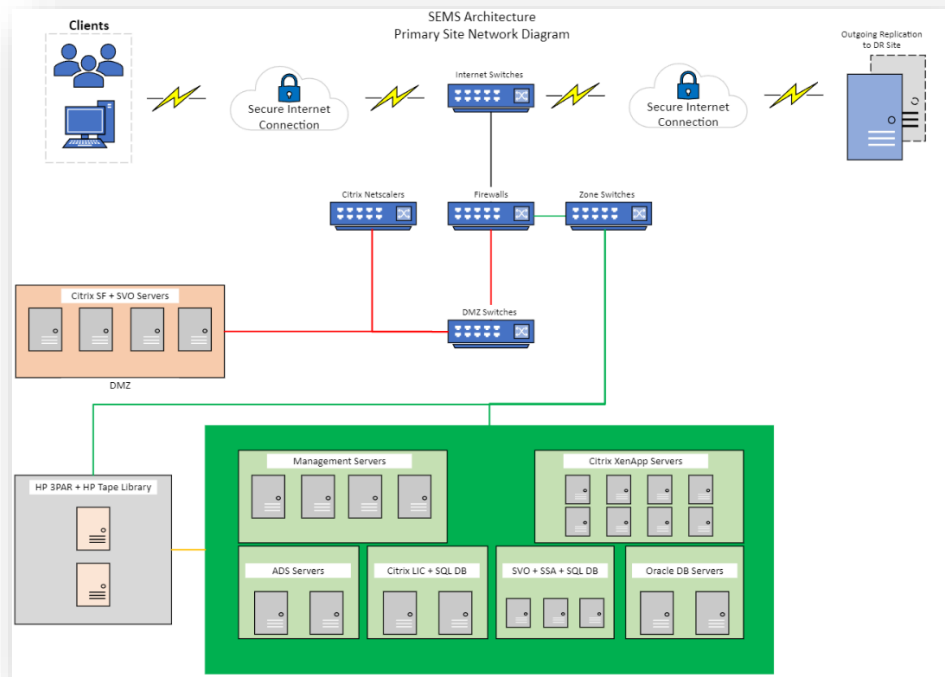 SEMS Architecture
Primary Site Network Diagram
Clients
Outgoing Replication
to DR Site
Internet Switches
Secure Internet
Connection
Secure Internet
Connection
Citrix Netscalers
Firewalls
Zone Switches
Citrix SF + SVO Servers
DMZ Switches
DMZ
Management Servers
Citrix XenApp Servers
HP 3PAR + HP Tape Library
ADS Servers
Citrix LIC + SQL DB
SVO + SSA + SQL DB
Oracle DB Servers